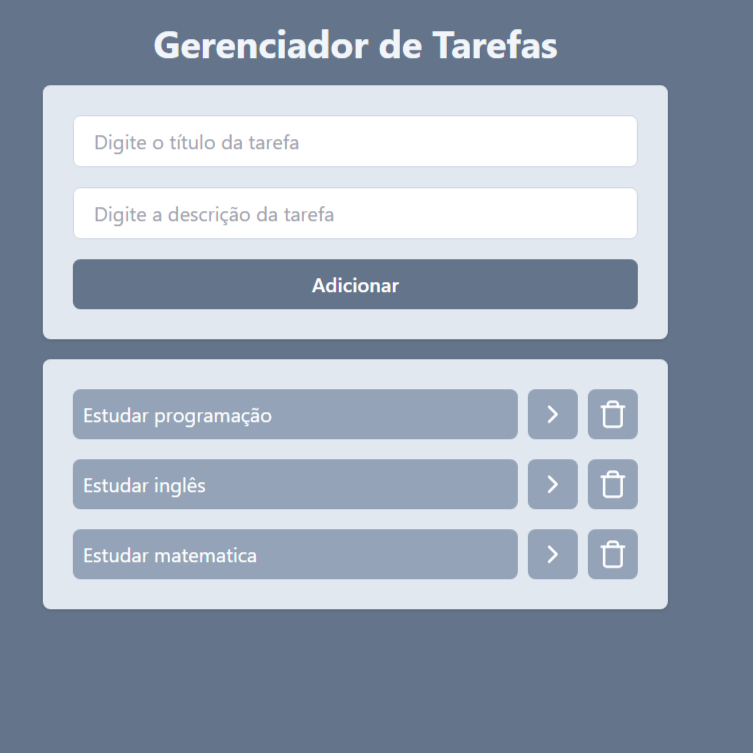 Gerenciador de Tarefas
Digite o título da tarefa
Digite a descrição da tarefa
Adicionar
Estudar programação
Estudar inglês
Estudar matematica